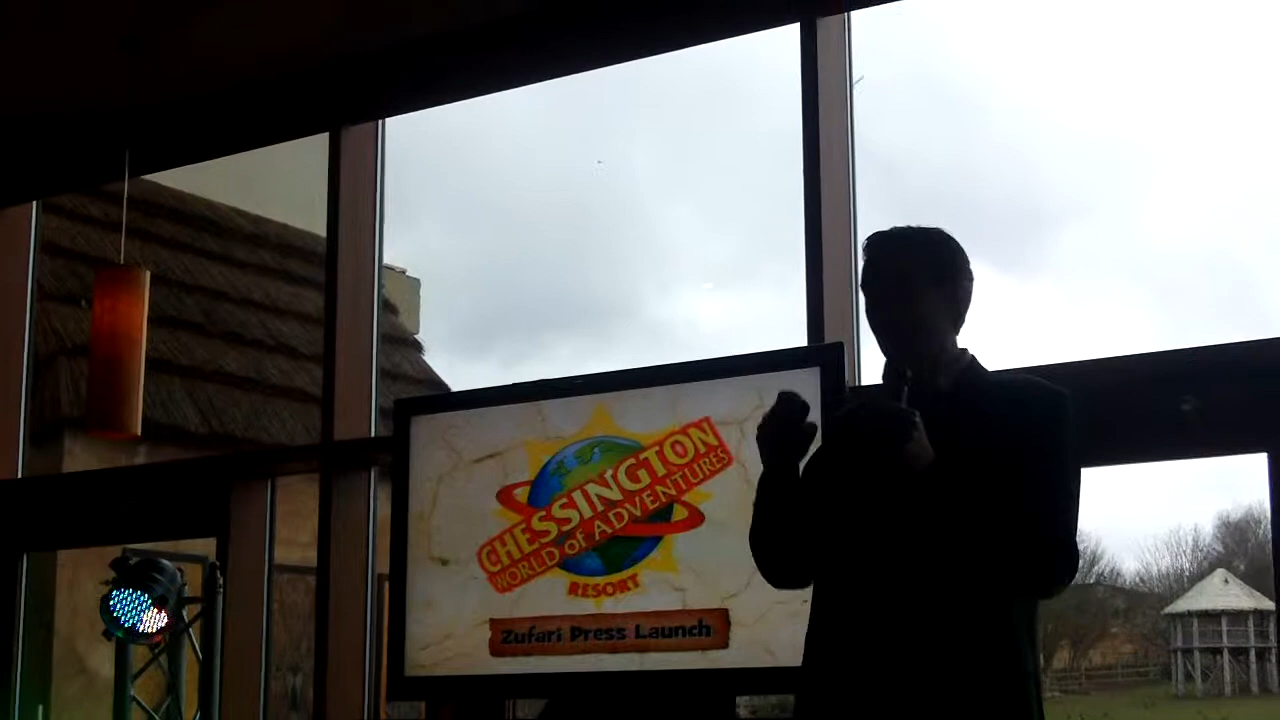 CHESSINGTON
WORLD OF ADVENTURES
RESORT
Zufari Press Launch